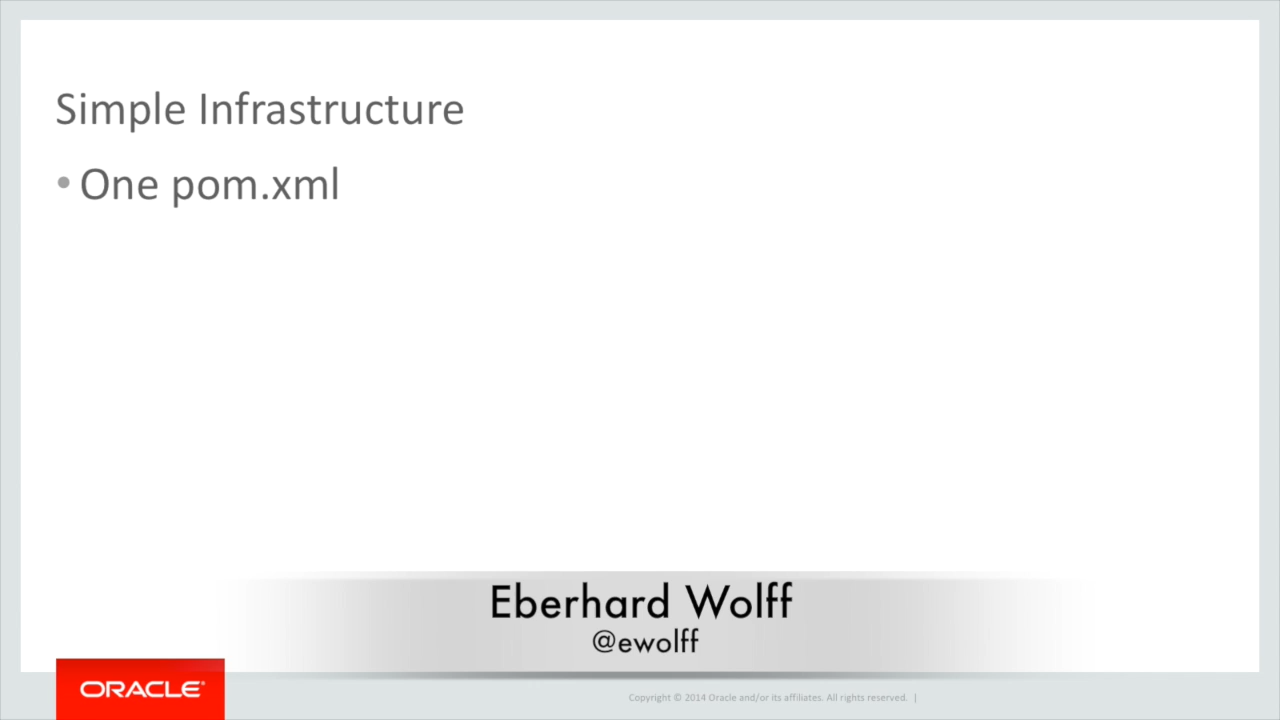 Simple Infrastructure
• One pom.xml
Eberhard Wolff
@ewolff
ORACLE®
Copyright © 2014 Oracle and/or its affiliates. All rights reserved. |